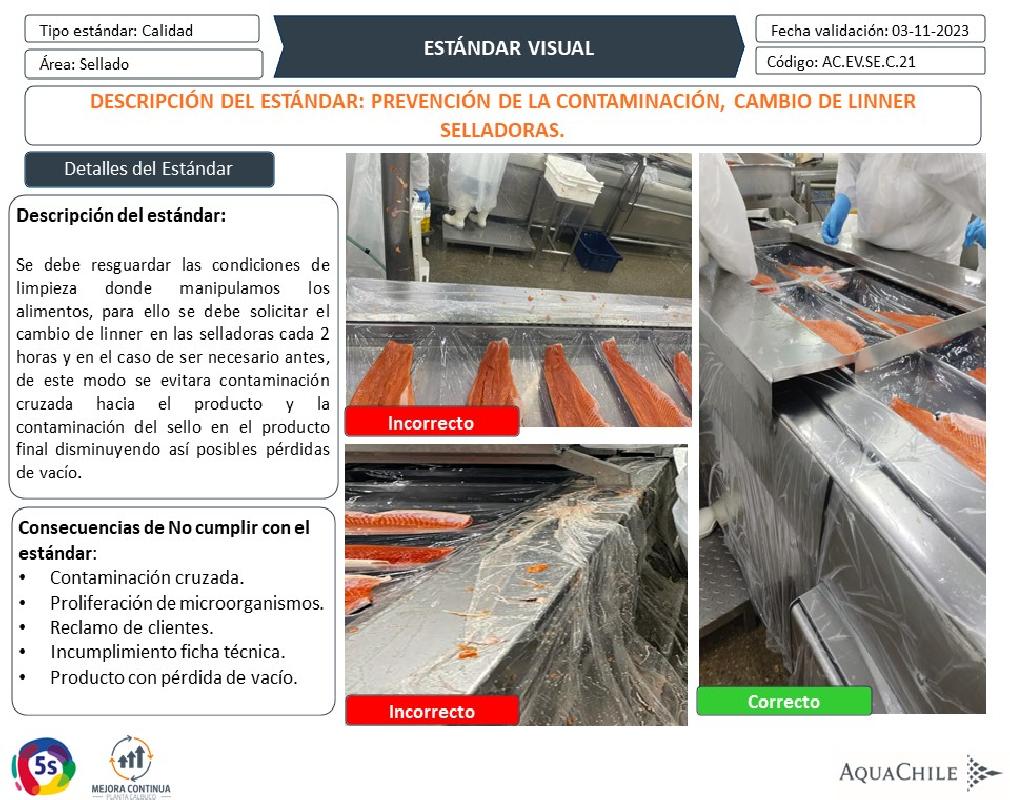 Tipo estándar: Calidad
Área: Sellado
ESTÁNDAR VISUAL
Fecha validación: 03-11-2023
Código: AC.EV.SE.C.21
DESCRIPCIÓN DEL ESTÁNDAR: PREVENCIÓN DE LA CONTAMINACIÓN, CAMBIO DE LINNER
SELLADORAS.
Detalles del Estándar
Descripción del estándar:
Se debe resguardar las condiciones de
limpieza donde manipulamos los
alimentos, para ello se debe solicitar el
cambio de linner en las selladoras cada 2
horas y en el caso de ser necesario antes,
de este modo se evitara contaminación
cruzada hacia el producto y la
contaminación del sello en el producto
final disminuyendo así posibles pérdidas
de vacío.
Consecuencias de No cumplir con el
estándar:
• Contaminación cruzada.
• Proliferación de microorganismos.
• Reclamo de clientes.
• Incumplimiento ficha técnica.
• Producto con pérdida de vacío.
Incorrecto
Incorrecto
Correcto
5s
MEJORA CONTINUA
PLANTA CALBUCO
AQUACHILE